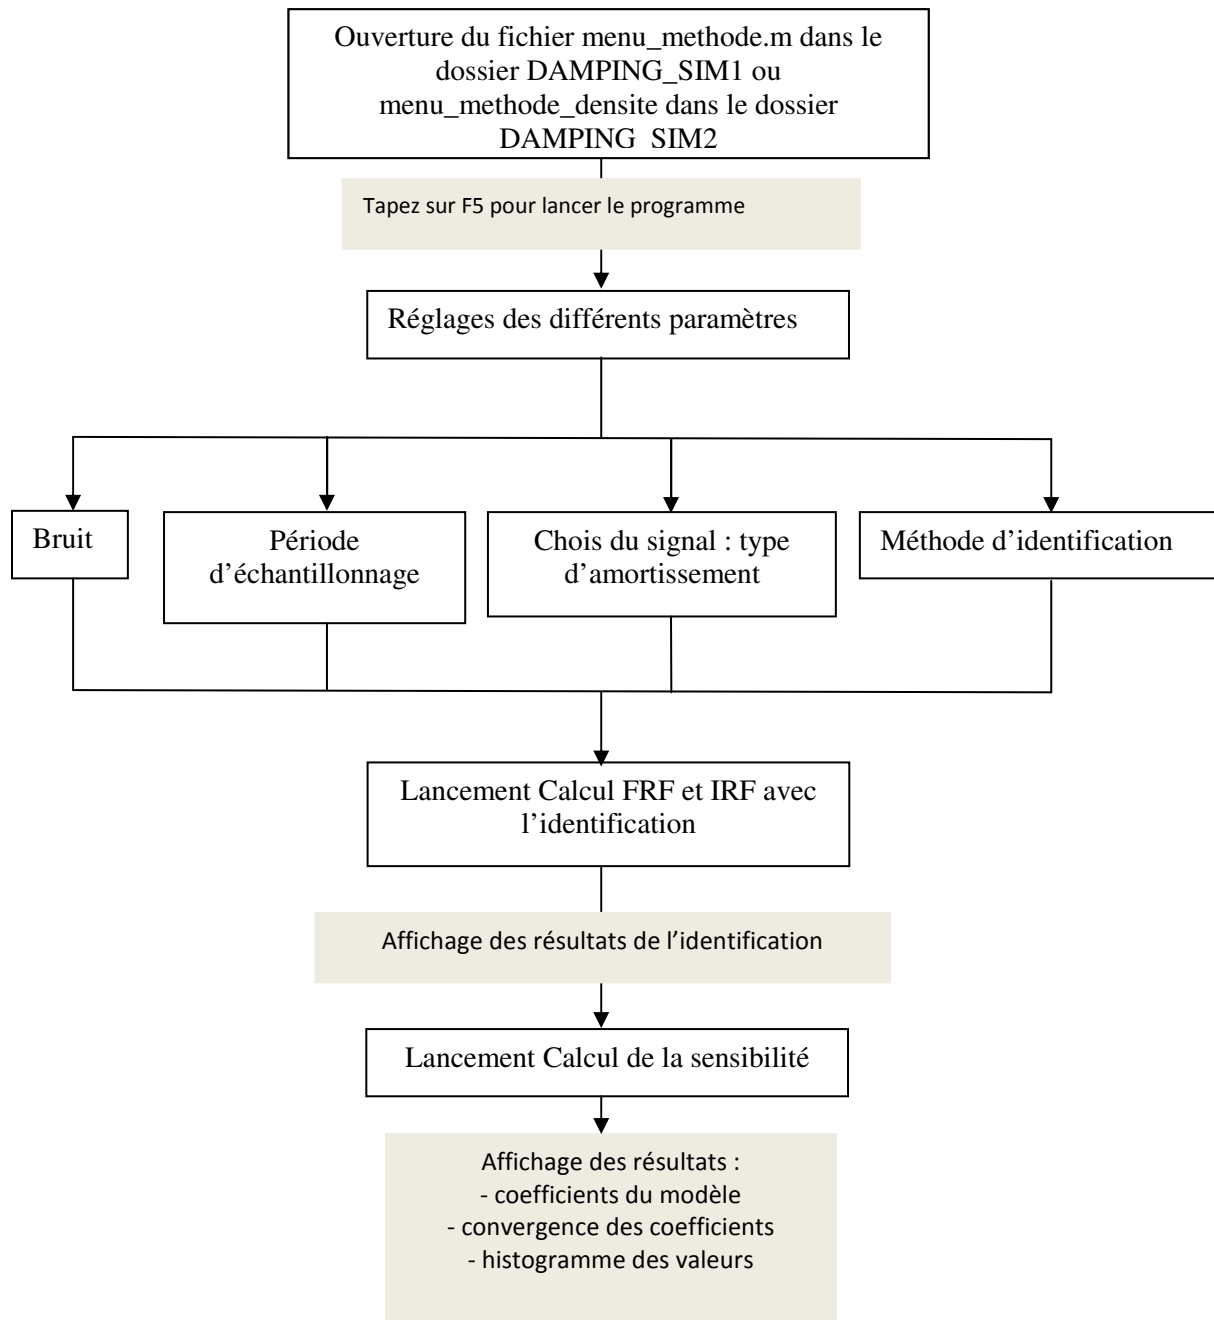 Ouverture du fichier menu_methode.m dans le
dossier DAMPING_SIM1 ou
menu_methode_densite dans le dossier
DAMPING SIM2
Tapez sur F5 pour lancer le programme
Réglages des différents paramètres
Bruit
Période
d'échantillonnage
Chois du signal : type
d'amortissement
Méthode d'identification
Lancement Calcul FRF et IRF avec
l'identification
Affichage des résultats de l'identification
Lancement Calcul de la sensibilité
Affichage des résultats :
- coefficients du modèle
- convergence des coefficients
- histogramme des valeurs